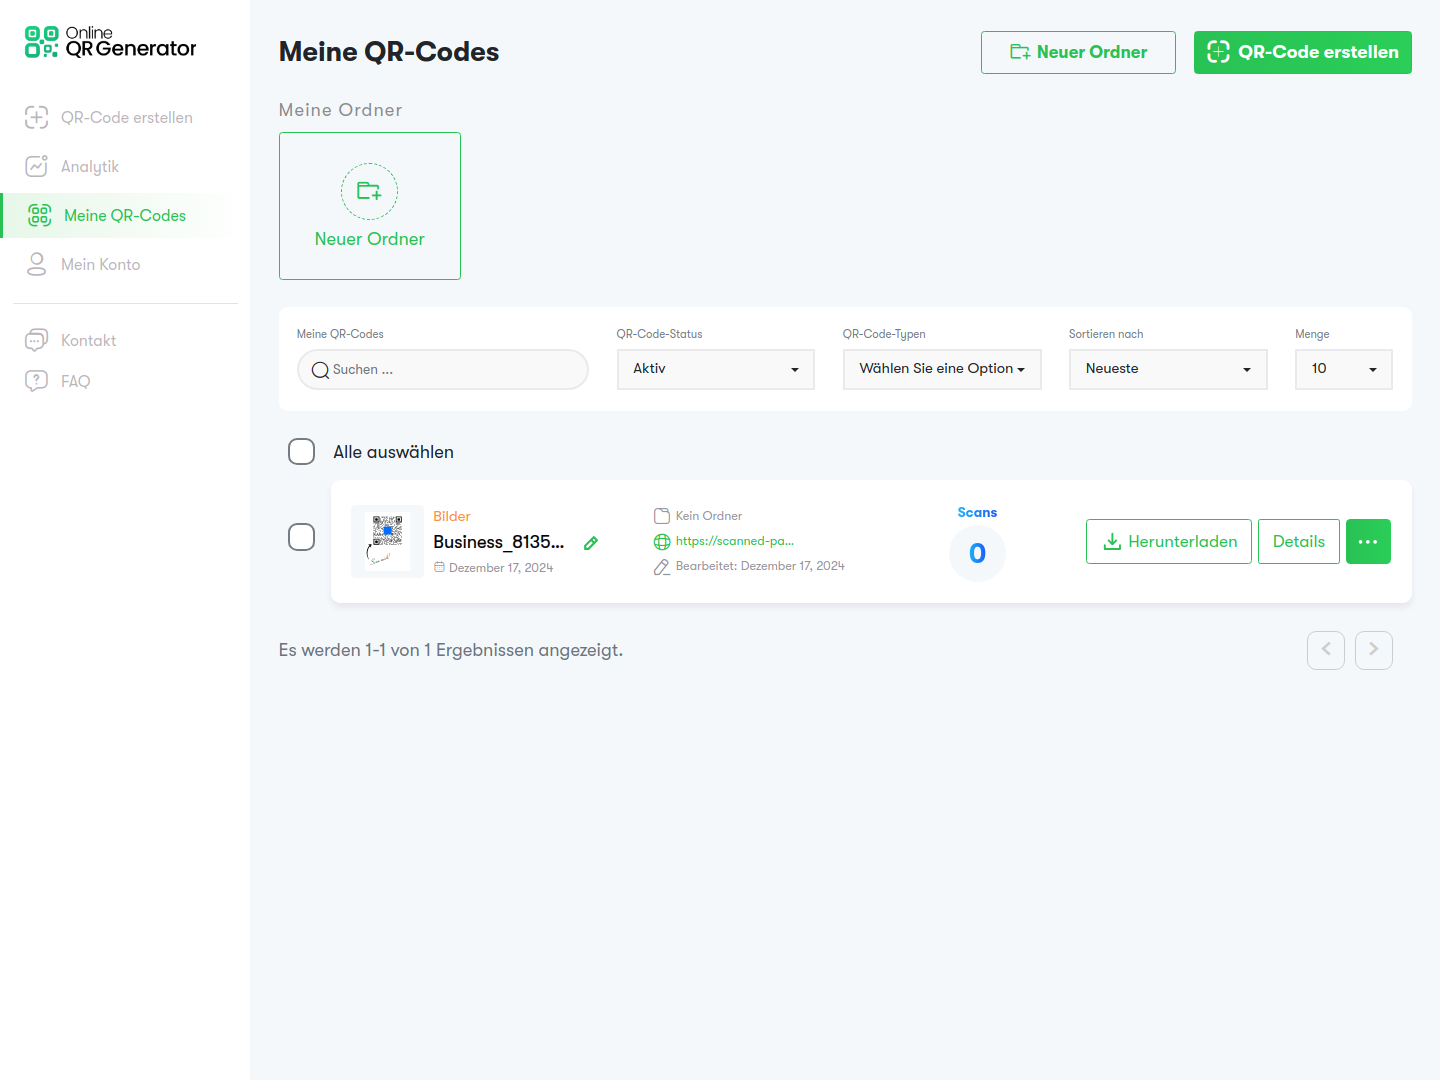 Online
QR Generator
QR-Code erstellen
Analytik
Meine QR-Codes
Mein Konto
Kontakt
FAQ
Meine QR-Codes
Neuer Ordner
QR-Code erstellen
Meine Ordner
Neuer Ordner
Meine QR-Codes
QR-Code-Status
QR-Code-Typen
Sortieren nach
Menge
Suchen ...
Aktiv
Wählen Sie eine Option
Neueste
10
Alle auswählen
Bilder
Business_8135...
Dezember 17, 2024
Kein Ordner
https://scanned-pa...
Bearbeitet: Dezember 17, 2024
Scans
0
Herunterladen
Details
Es werden 1-1 von 1 Ergebnissen angezeigt.